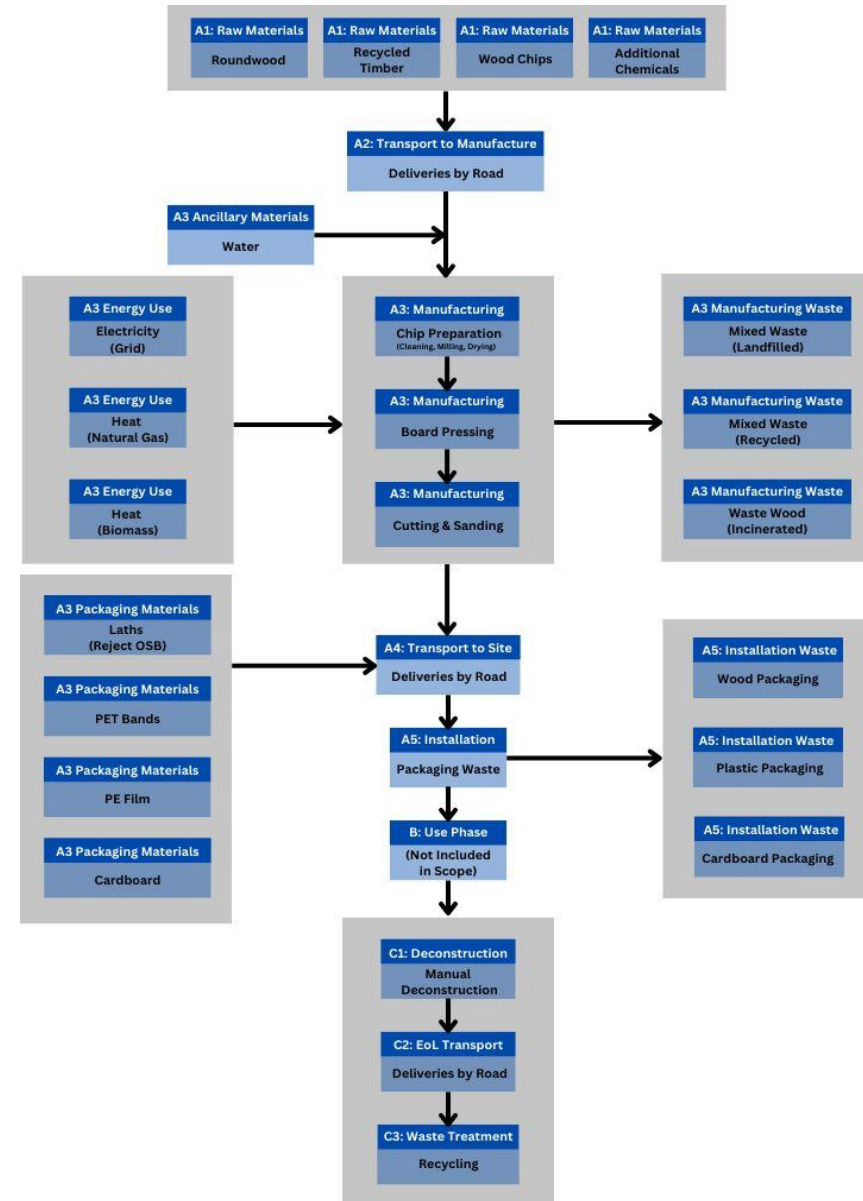 A1: Raw Materials
Roundwood
A1: Raw Materials
Recycled
Timber
A1: Raw Materials
Wood Chips
A1: Raw Materials
Additional
Chemicals
A2: Transport to Manufacture
Deliveries by Road
A3 Ancillary Materials
Water
A3 Energy Use
Electricity
(Grid)
A3 Energy Use
Heat
(Natural Gas)
A3 Energy Use
Heat
(Biomass)
A3: Manufacturing
Chip Preparation
(Cleaning, Milling, Drying)
A3: Manufacturing
Board Pressing
A3: Manufacturing
Cutting & Sanding
A3 Manufacturing Waste
Mixed Waste
(Landfilled)
A3 Manufacturing Waste
Mixed Waste
(Recycled)
A3 Manufacturing Waste
Waste Wood
(Incinerated)
A3 Packaging Materials
Laths
(Reject OSB)
A3 Packaging Materials
PET Bands
A3 Packaging Materials
PE Film
A3 Packaging Materials
Cardboard
A4: Transport to Site
Deliveries by Road
A5: Installation
Packaging Waste
B: Use Phase
(Not Included
in Scope)
A5: Installation Waste
Wood Packaging
A5: Installation Waste
Plastic Packaging
A5: Installation Waste
Cardboard Packaging
C1: Deconstruction
Manual
Deconstruction
C2: EoL Transport
Deliveries by Road
C3: Waste Treatment
Recycling